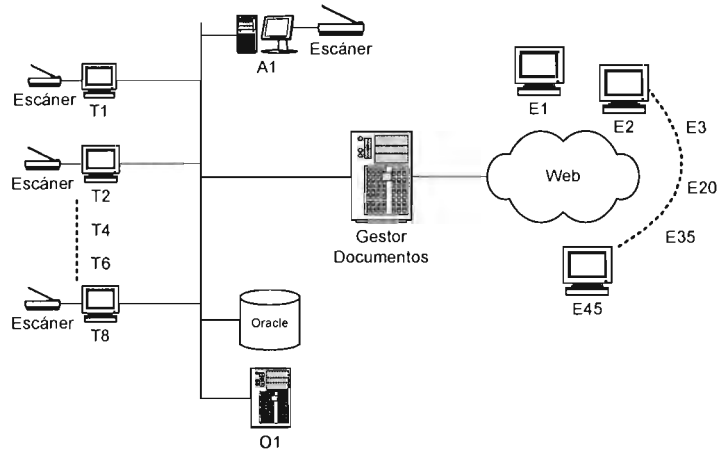 Escáner
A1
Escáner
T1
Escáner
T2
T4
T6
Escáner
T8
Gestor
Documentos
Oracle
O1
Web
E1
E2
E3
E20
E35
E45